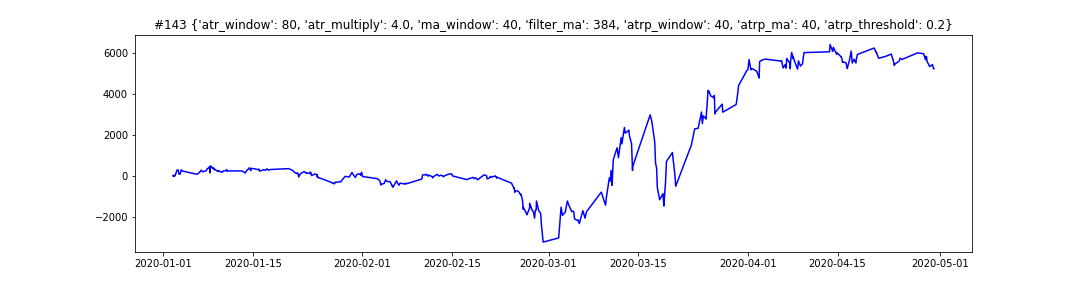 #143 {'atr_window': 80, 'atr_multiply': 4.0, 'ma_window': 40, 'filter_ma': 384, 'atrp_window': 40, 'atrp_ma': 40, 'atrp_threshold': 0.2}
6000
4000
2000
0
−2000
2020-01-01 2020-01-15 2020-02-01 2020-02-15 2020-03-01 2020-03-15 2020-04-01 2020-04-15 2020-05-01